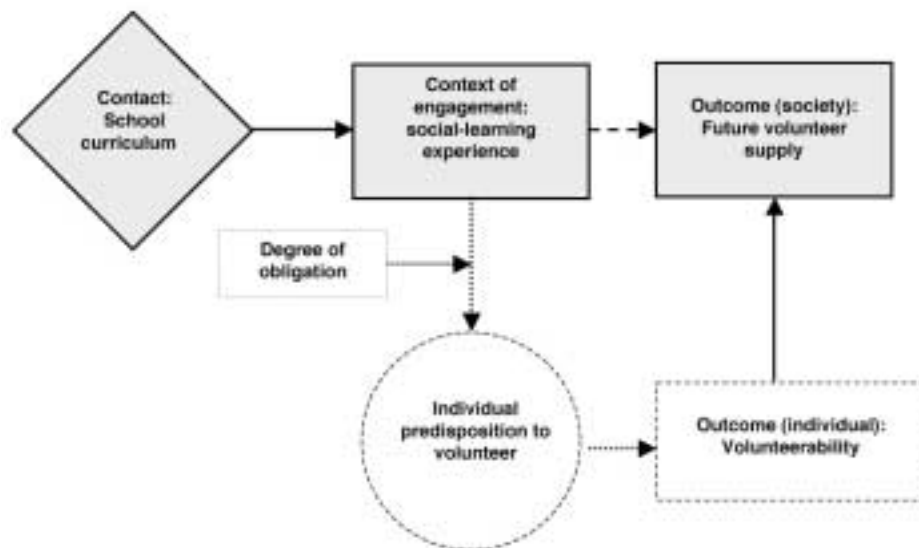 Contact:
School
curriculum
Context of
engagement:
social-learning
experience
Outcome (society):
Future volunteer
supply
Degree of
obligation
Individual
predisposition to
volunteer
Outcome (individual):
Volunteerability